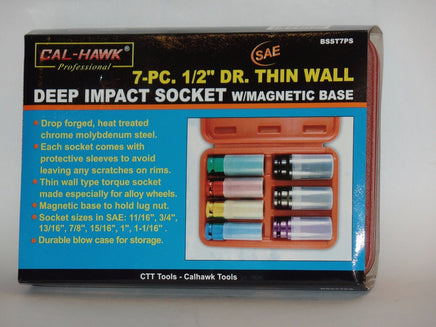 BSST7PS
CAL-HAWK®
Professional
SAE
7-PC. 1/2" DR. THIN WALL
DEEP IMPACT SOCKET W/MAGNETIC BASE
• Drop forged, heat treated
chrome molybdenum steel.
• Each socket comes with
protective sleeves to avoid
leaving any scratches on rims.
• Thin wall type torque socket
made especially for alloy wheels.
• Magnetic base to hold lug nut.
• Socket sizes in SAE: 11/16", 3/4",
13/16", 7/8", 15/16", 1", 1-1/16" .
• Durable blow case for storage.
CTT Tools - Calhawk Tools